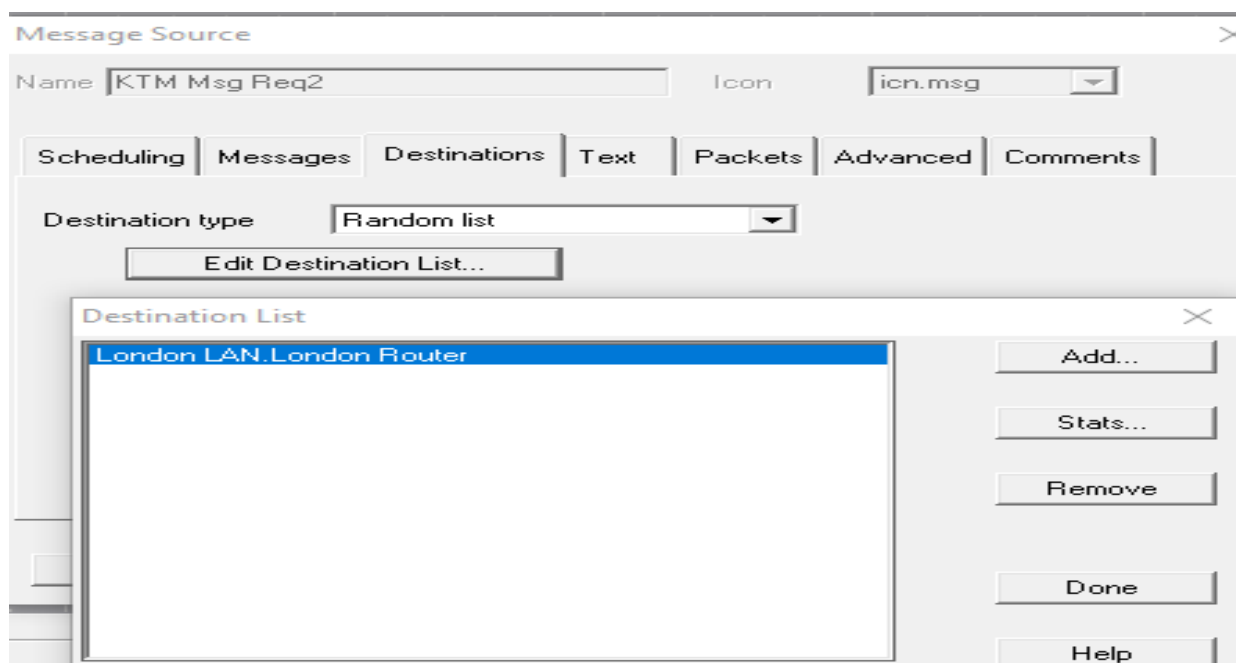 Message Source
Name KTM Msg Req2 Icon icn.msg
Scheduling Messages Destinations Text Packets Advanced Comments
Destination type Random list
Edit Destination List...
Destination List
London LAN.London Router
Add...
Stats...
Remove
Done
Help